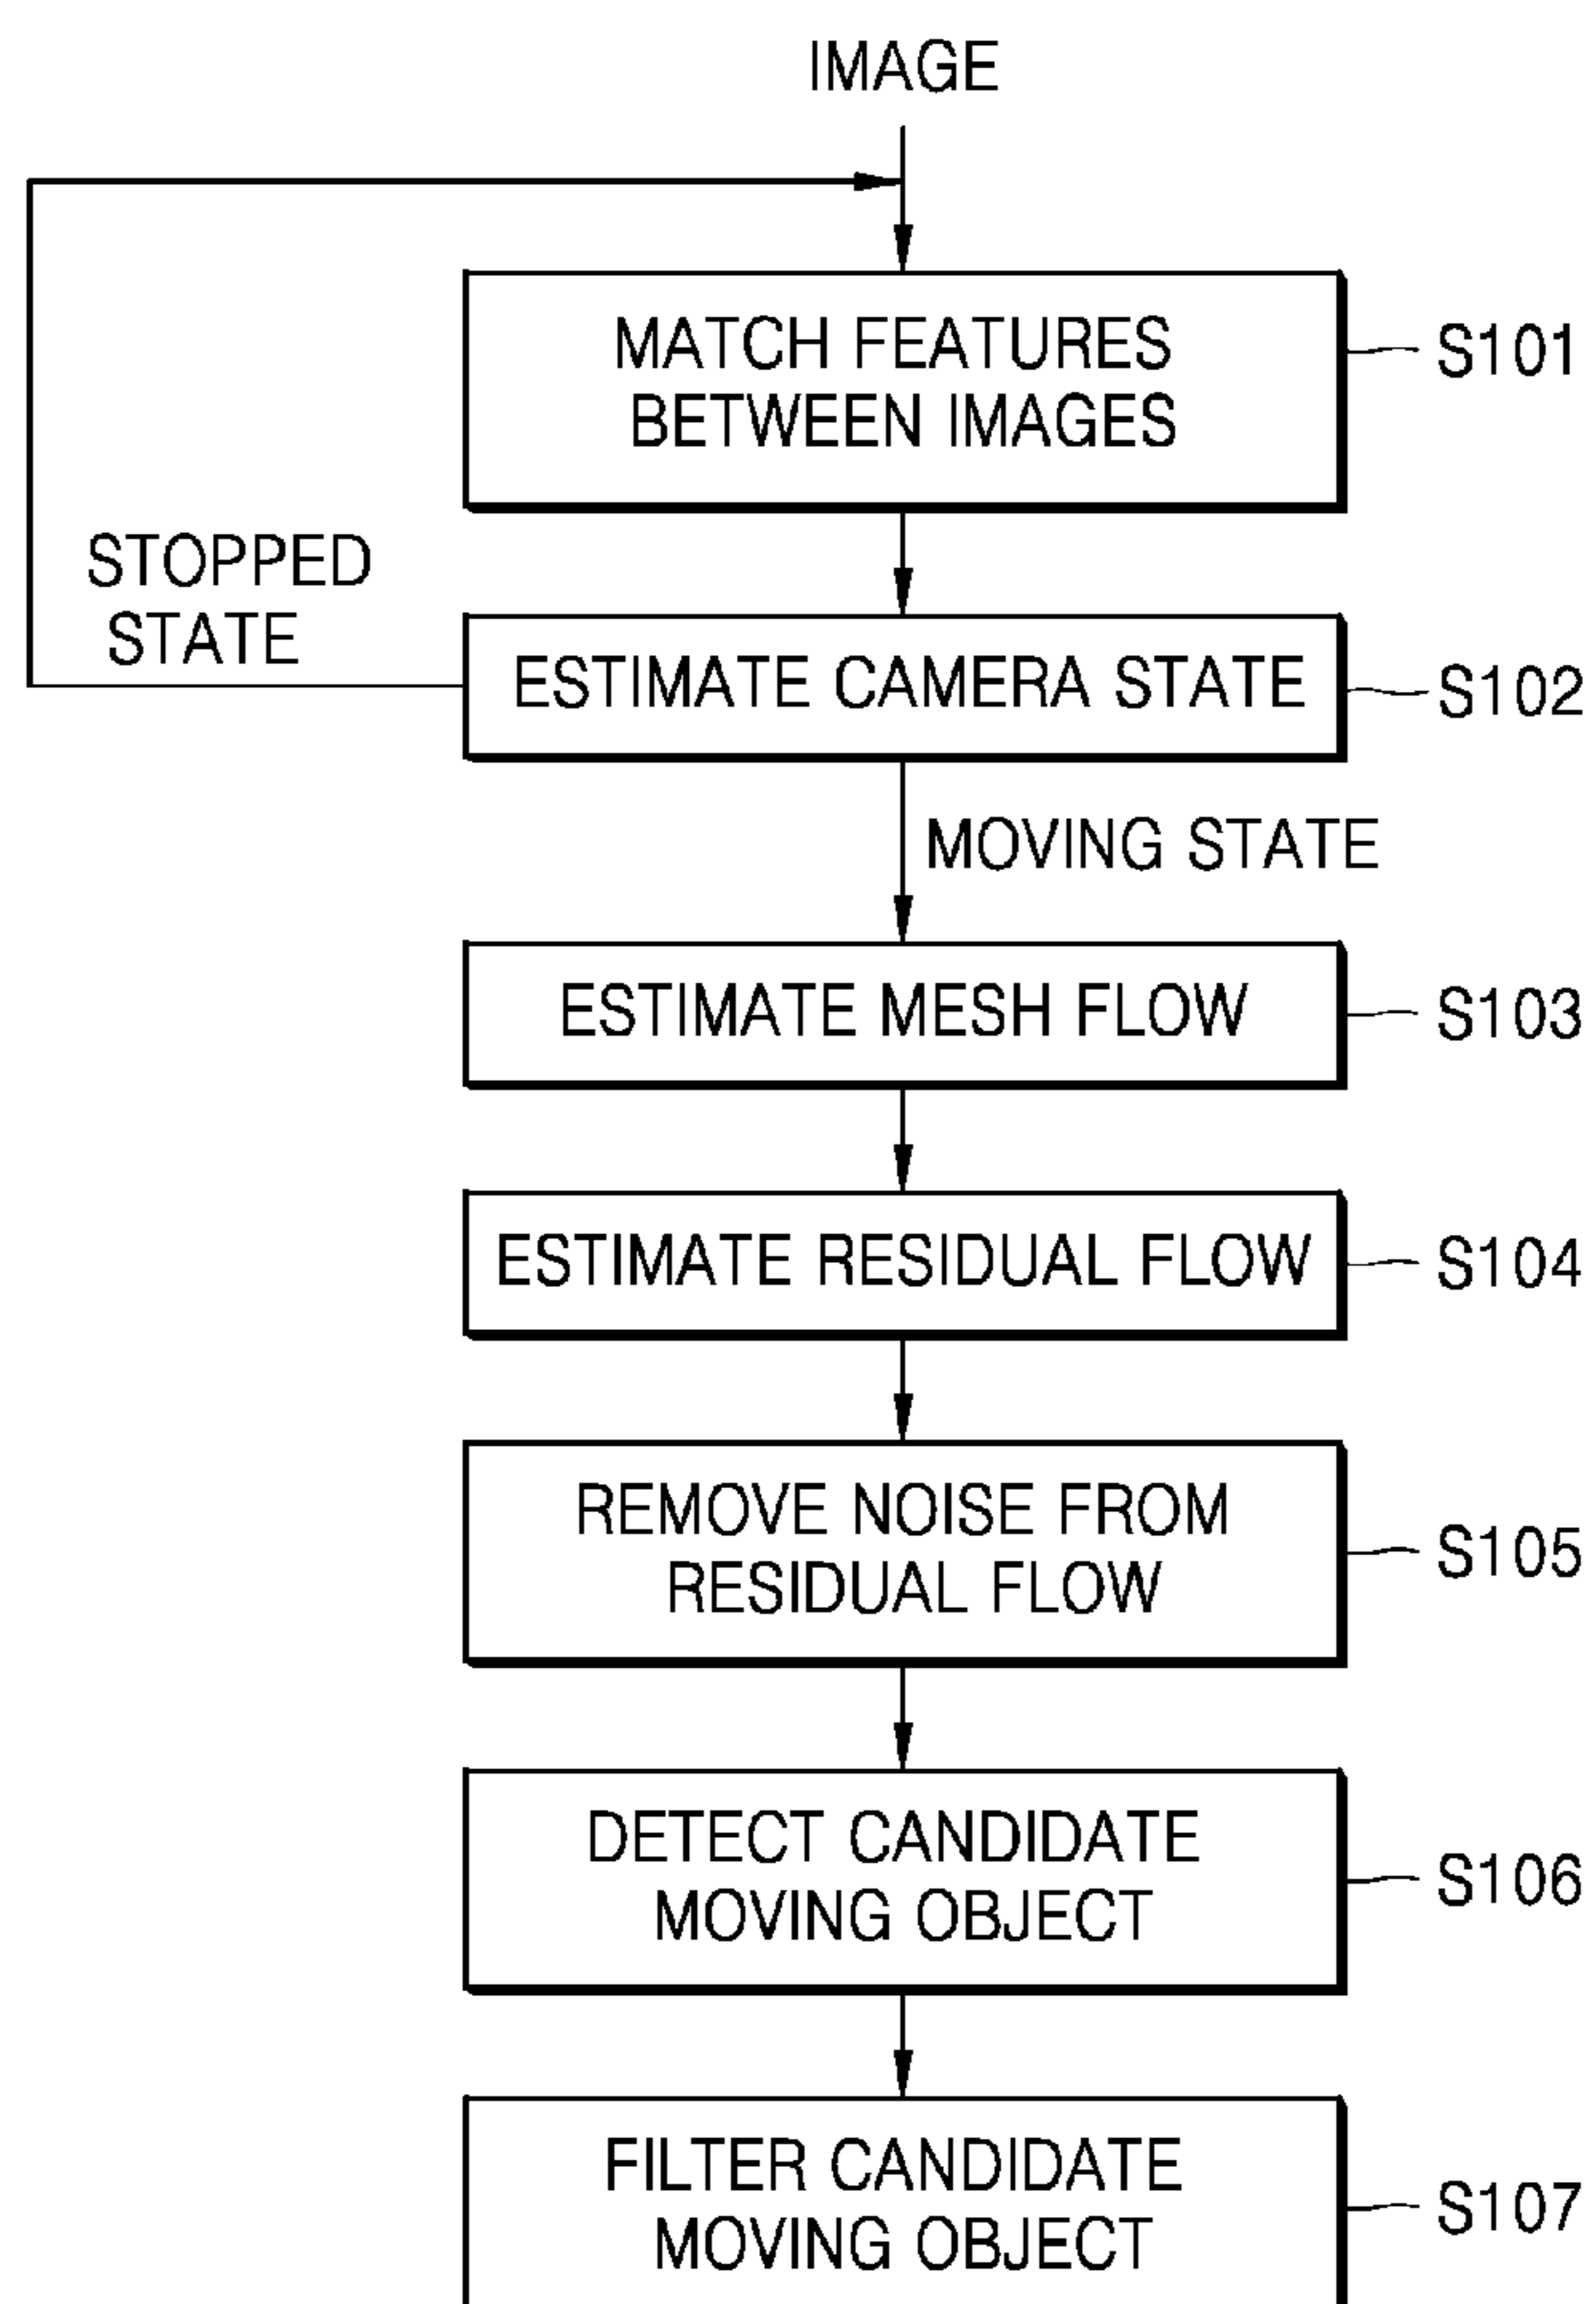 IMAGE
MATCH FEATURES
BETWEEN IMAGES
S101
STOPPED
STATE
ESTIMATE CAMERA STATE
S102
MOVING STATE
ESTIMATE MESH FLOW
S103
ESTIMATE RESIDUAL FLOW
S104
REMOVE NOISE FROM
RESIDUAL FLOW
S105
DETECT CANDIDATE
MOVING OBJECT
S106
FILTER CANDIDATE
MOVING OBJECT
S107